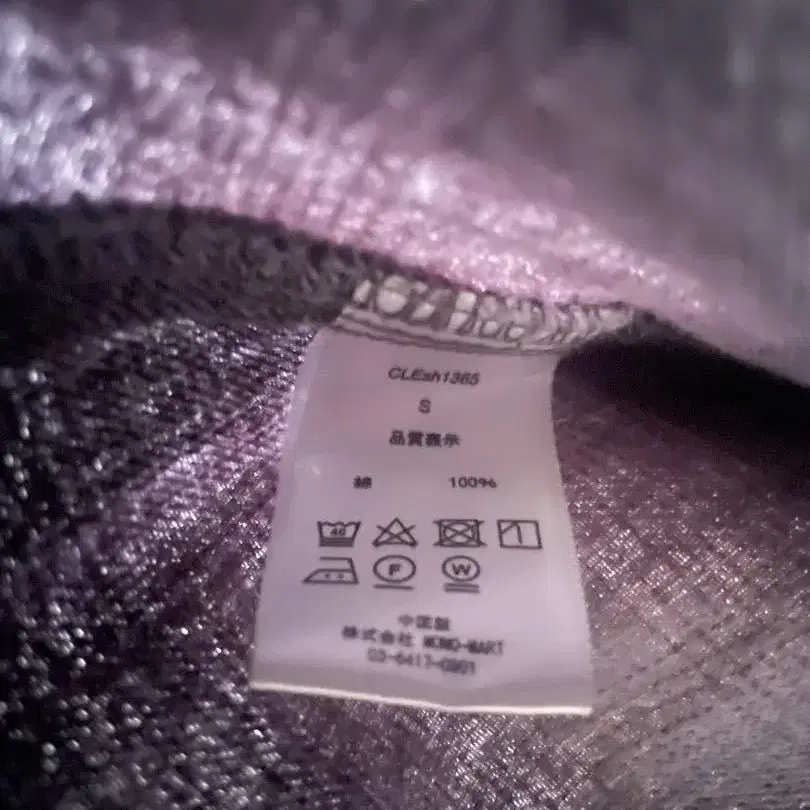 CLEsh1365
S
品質表示
綿 100%
40
F W
中国製
株式会社 MONO-MART
03-6417-0801